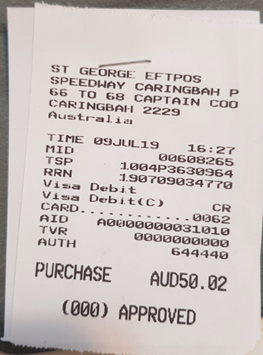 ST GEORGE EFTPOS
SPEEDWAY CARINGBAH P
66 TO 68 CAPTAIN COO
CARINGBAH 2229
Australia
TIME 09JUL19 16:27
MID 00608265
TSP 1004P3630964
RRN 190709034770
Visa Debit
Visa Debit(C) CR
CARD............0062
AID A0000000031010
TVR 0000000000
AUTH 644440
PURCHASE AUD50.02
(000) APPROVED